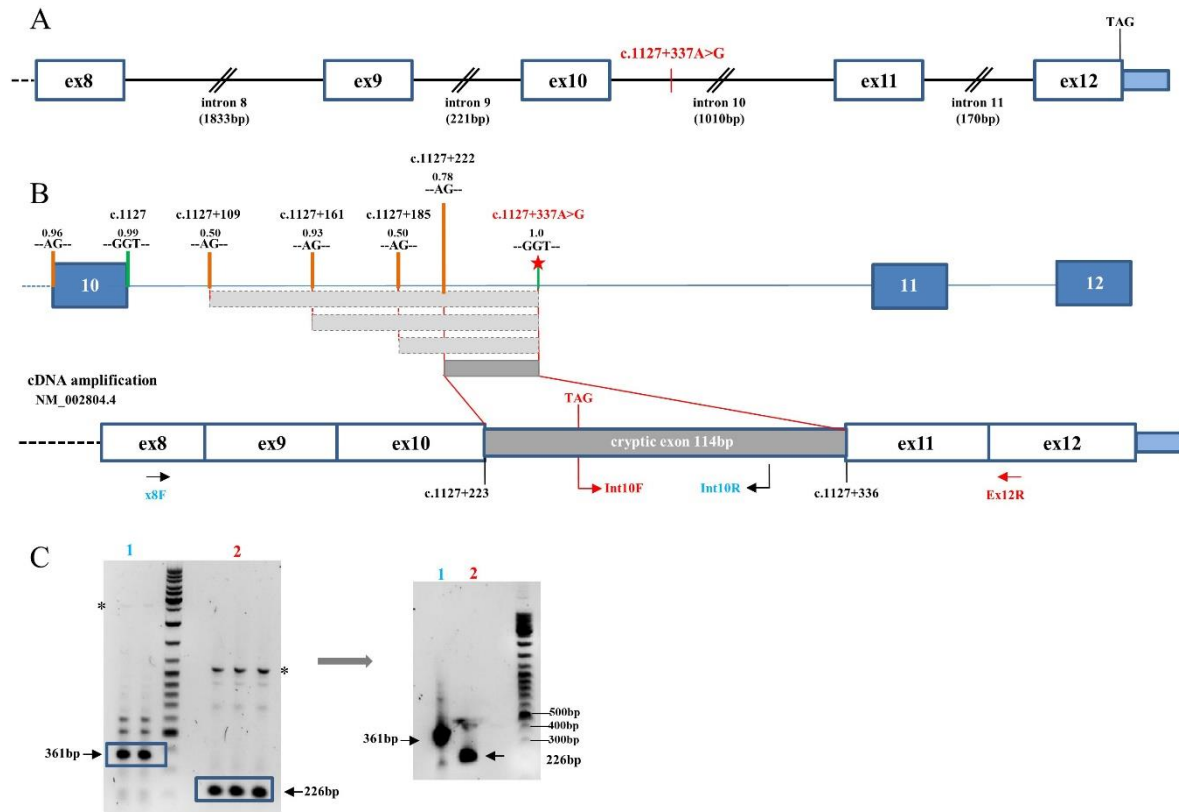 A
TAG
c.1127+337A>G
ex8
ex9
ex10
ex11
ex12
intron 8
(1833bp)
intron 9
(221bp)
intron 10
(1010bp)
intron 11
(170bp)
B
c.1127+222
0.78
--AG--
c.1127
c.1127+109
c.1127+161
c.1127+185
c.1127+337A>G
0.96
0.99
0.50
0.93
0.50
1.0
--AG--
--GGT--
--AG--
--AG--
--AG--
--GGT--
10
11
12
cDNA amplification
NM_002804.4
TAG
ex8
ex9
ex10
cryptic exon 114bp
ex11
ex12
x8F
c.1127+223
Int10F
Int10R
c.1127+336
Ex12R
C
1
2
*
*
361bp
226bp
1
2
500bp
400bp
300bp
361bp
226bp